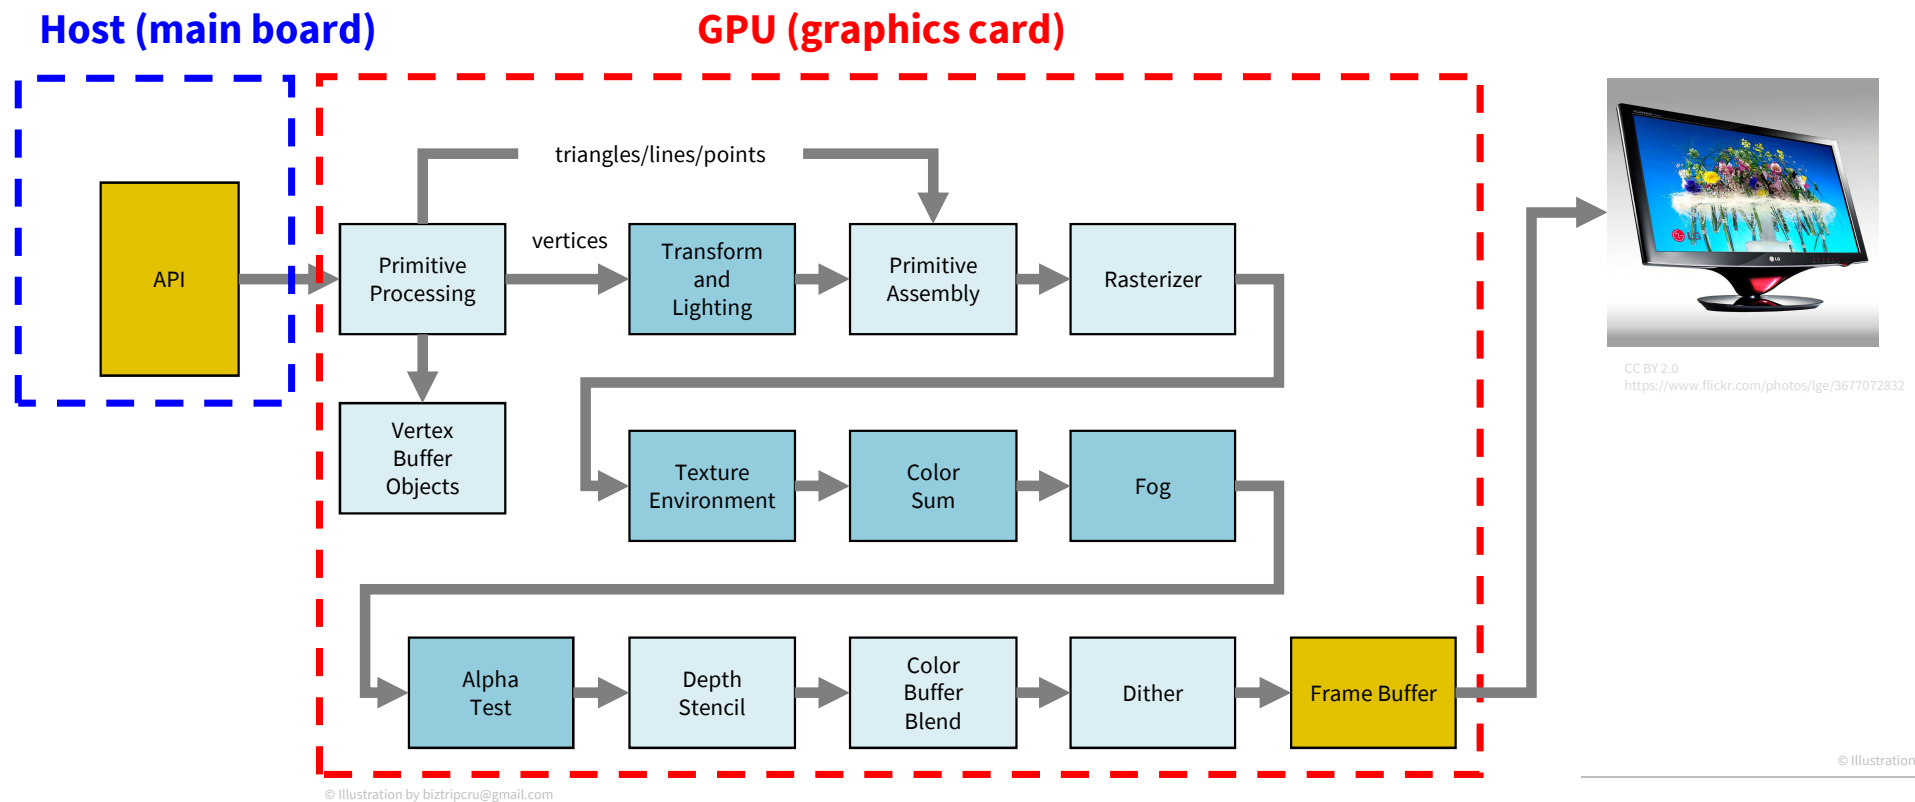 Host (main board)
GPU (graphics card)
triangles/lines/points
API
Primitive
Processing
vertices
Transform
and
Lighting
Primitive
Assembly
Rasterizer
LG
LG
CC BY 2.0
https://www.flickr.com/photos/lge/3677072832
Vertex
Buffer
Objects
Texture
Environment
Color
Sum
Fog
Alpha
Test
Depth
Stencil
Color
Buffer
Blend
Dither
Frame Buffer
© Illustration
© Illustration by biztripcru@gmail.com